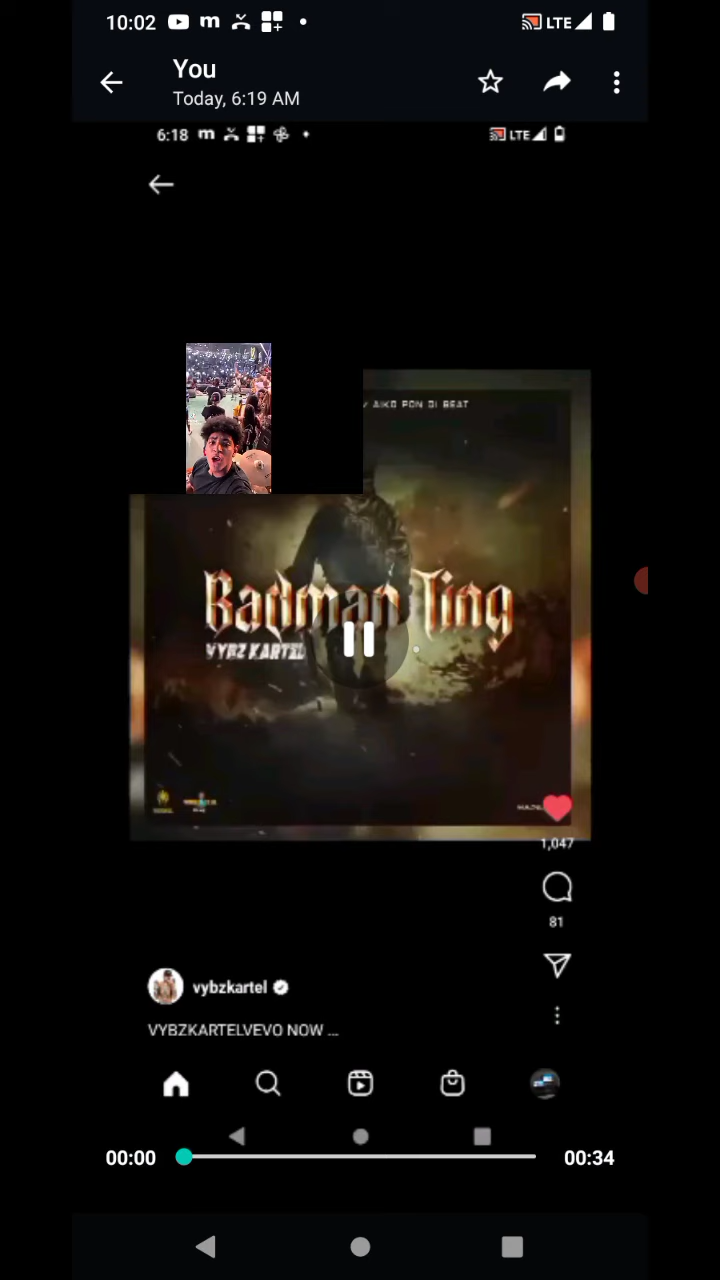 10:02
LTE
You
Today, 6:19 AM
6:18
LTE
AIKO PON DI BEAT
Badman Ting
VYBZ KARTEL
1,047
81
vybzkartel
VYBZKARTELVEVO NOW ...
00:00
00:34